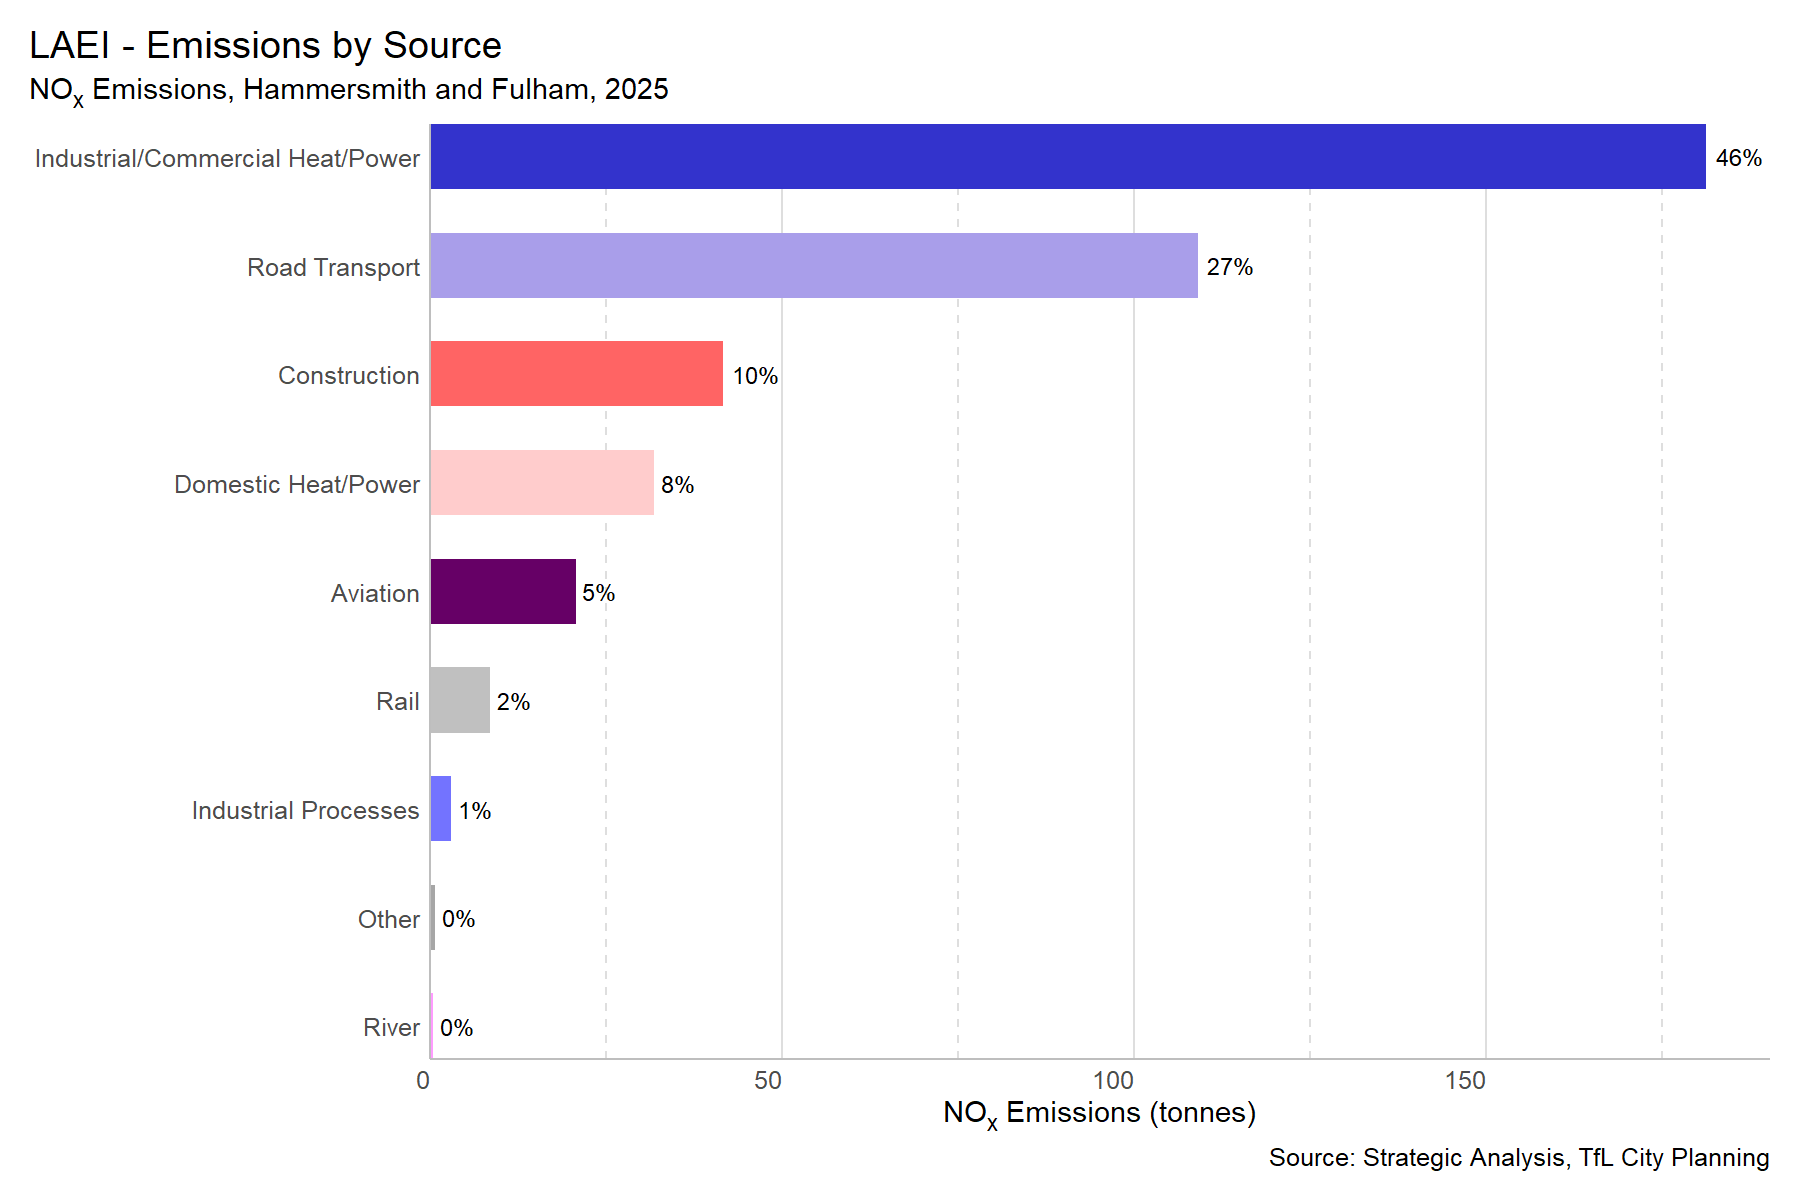 LAEI - Emissions by Source
NOx Emissions, Hammersmith and Fulham, 2025
Industrial/Commercial Heat/Power 46%
Road Transport 27%
Construction 10%
Domestic Heat/Power 8%
Aviation 5%
Rail 2%
Industrial Processes 1%
Other 0%
River 0%
0 50 100 150
NOx Emissions (tonnes)
Source: Strategic Analysis, TfL City Planning